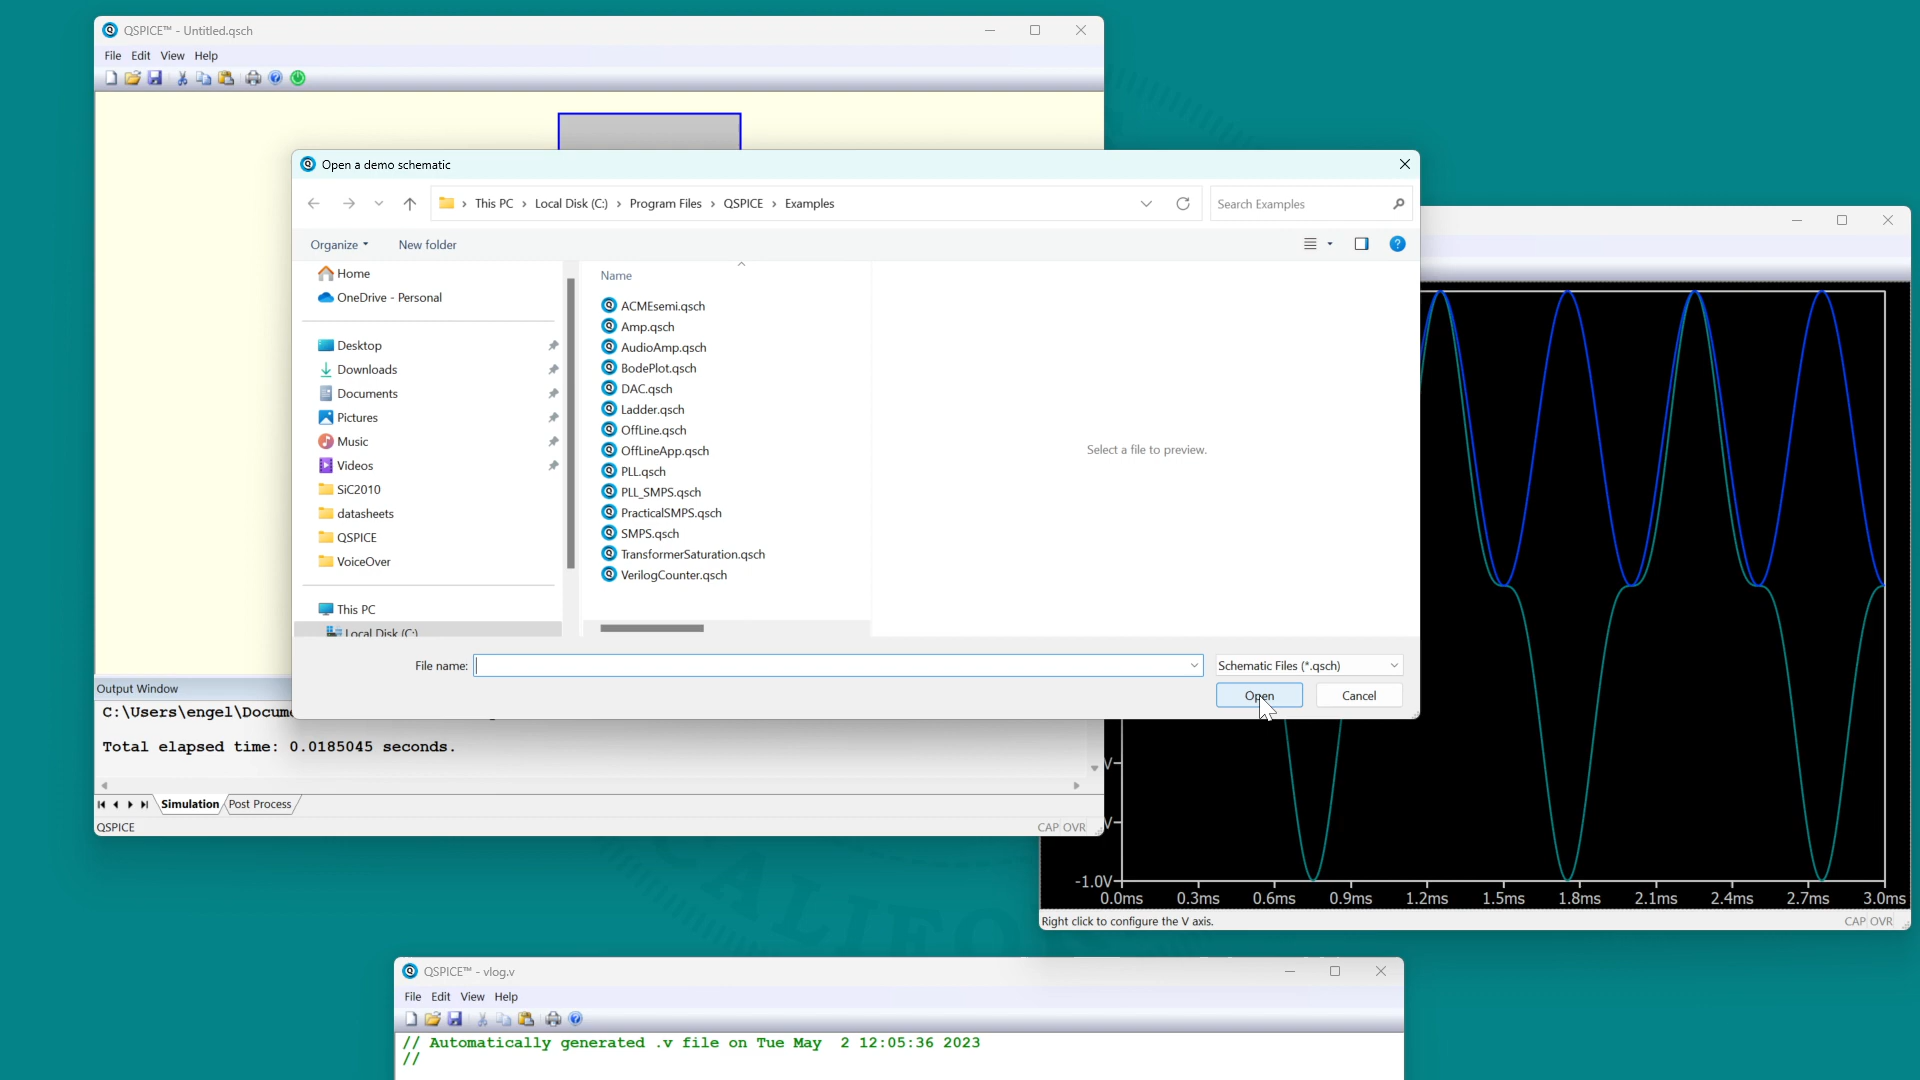 QSPICE™ - Untitled.qsch
File Edit View Help
Open a demo schematic
This PC › Local Disk (C:) › Program Files › QSPICE › Examples
Search Examples
Organize
New folder
Home
OneDrive - Personal
Desktop
Downloads
Documents
Pictures
Music
Videos
SiC2010
datasheets
QSPICE
VoiceOver
This PC
Local Disk (C:)
Name
ACMEsemi.qsch
Amp.qsch
AudioAmp.qsch
BodePlot.qsch
DAC.qsch
Ladder.qsch
OffLine.qsch
OffLineApp.qsch
PLL.qsch
PLL_SMPS.qsch
PracticalSMPS.qsch
SMPS.qsch
TransformerSaturation.qsch
VerilogCounter.qsch
Select a file to preview.
File name:
Schematic Files (*.qsch)
Open
Cancel
Output Window
C:\Users\engel\Docum
Total elapsed time: 0.0185045 seconds.
Simulation
Post Process
QSPICE
CAP OVR
V
V
-1.0V
0.0ms 0.3ms 0.6ms 0.9ms 1.2ms 1.5ms 1.8ms 2.1ms 2.4ms 2.7ms 3.0ms
Right click to configure the V axis.
CAP OVR
CALIFO
QSPICE™ - vlog.v
File Edit View Help
// Automatically generated .v file on Tue May 2 12:05:36 2023
//